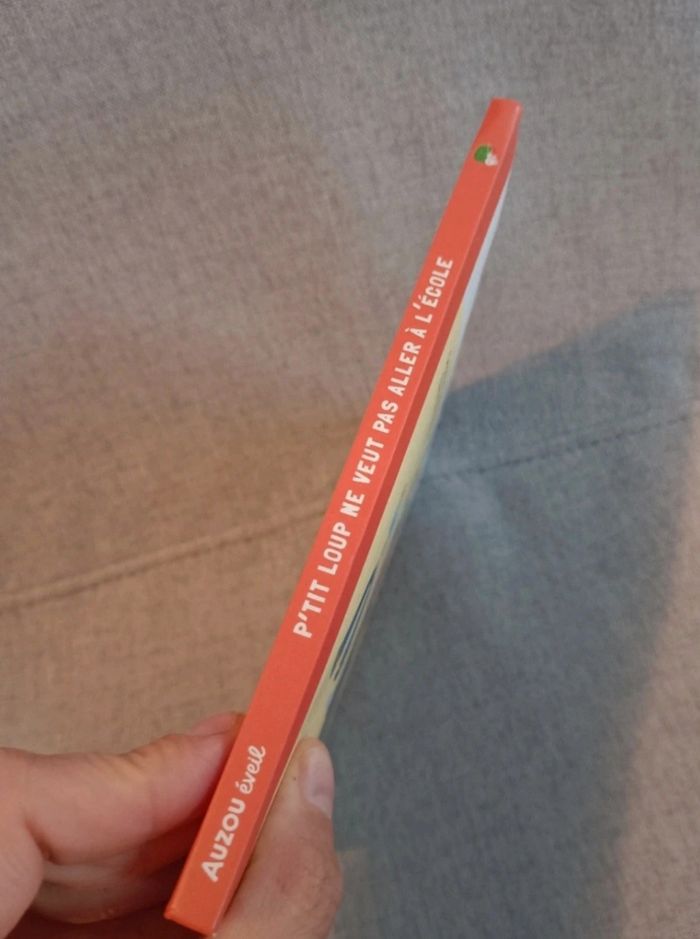 P'TIT LOUP NE VEUT PAS ALLER À L'ÉCOLE
AUZOU éveil